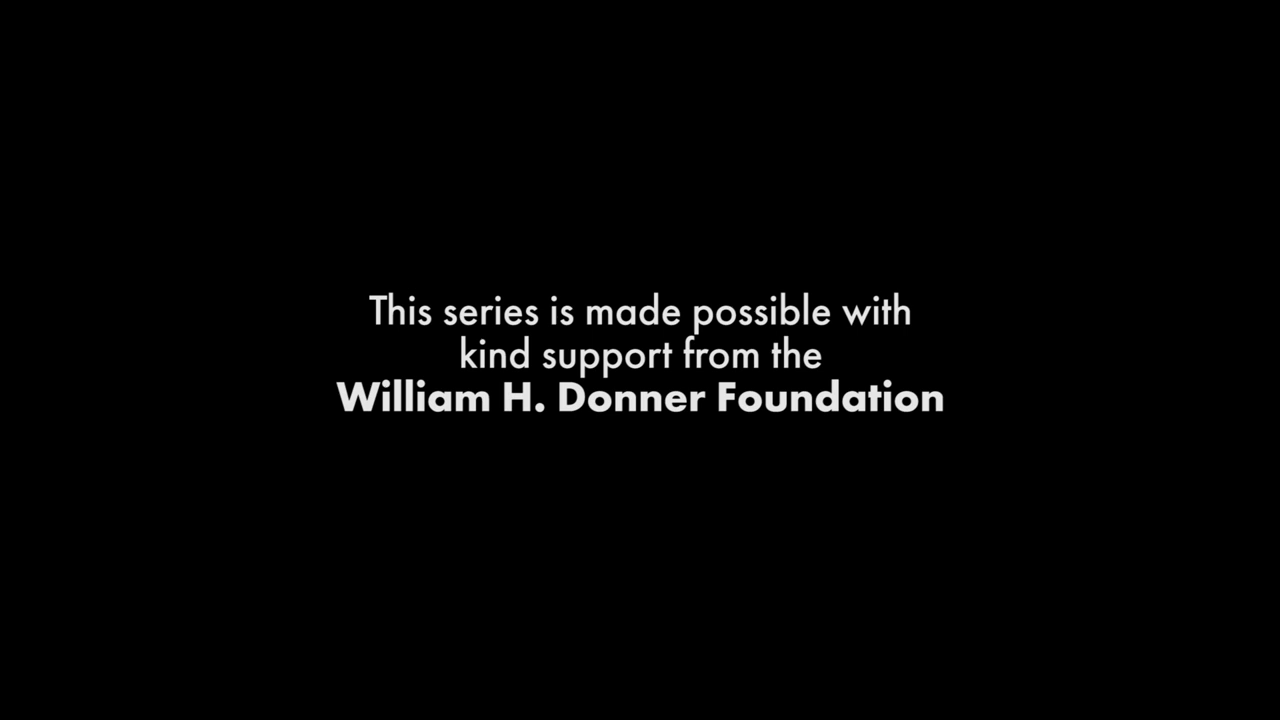 This series is made possible with
kind support from the
William H. Donner Foundation